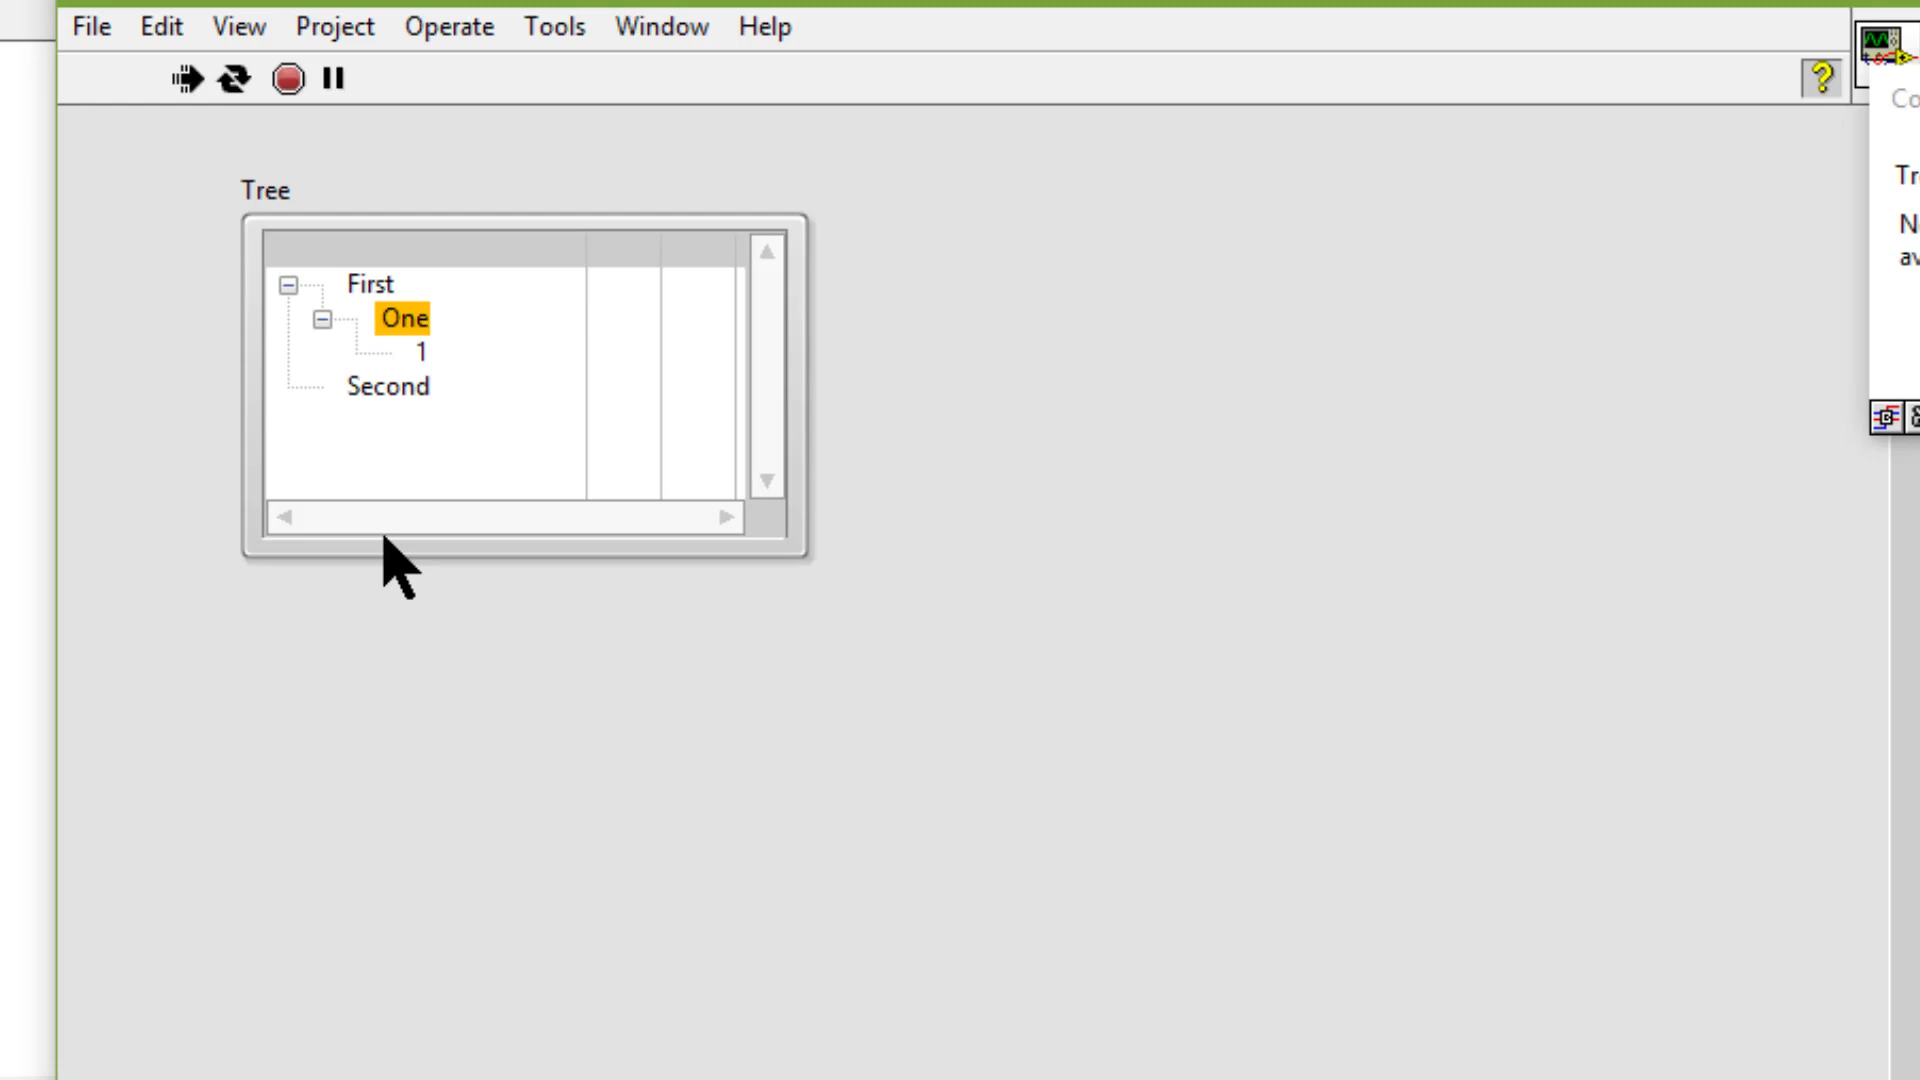 File Edit View Project Operate Tools Window Help
Tree
First
One
1
Second